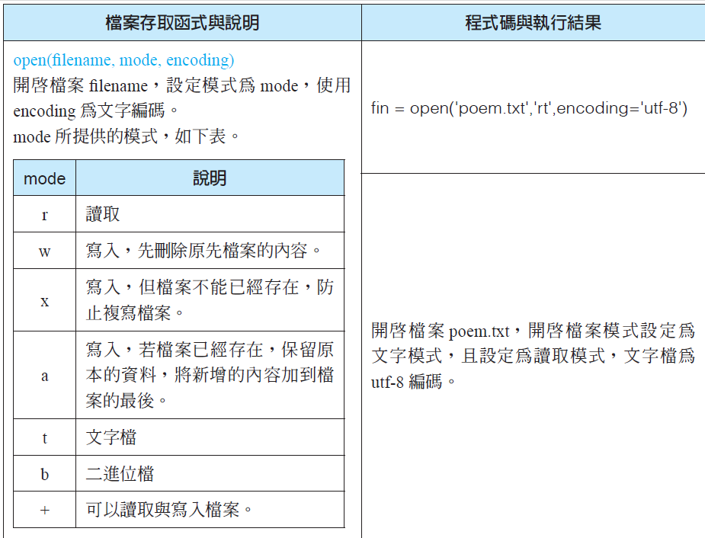 檔案存取函式與說明
程式碼與執行結果
open(filename, mode, encoding)
開啓檔案 filename，設定模式爲 mode，使用
encoding 爲文字編碼。
mode 所提供的模式，如下表。
mode
說明
r
讀取
w
寫入，先刪除原先檔案的內容。
x
寫入，但檔案不能已經存在，防
止複寫檔案。
a
寫入，若檔案已經存在，保留原
本的資料，將新增的內容加到檔
案的最後。
t
文字檔
b
二進位檔
+
可以讀取與寫入檔案。
fin = open('poem.txt','rt',encoding='utf-8')
開啓檔案 poem.txt，開啓檔案模式設定爲
文字模式，且設定爲讀取模式，文字檔爲
utf-8 編碼。